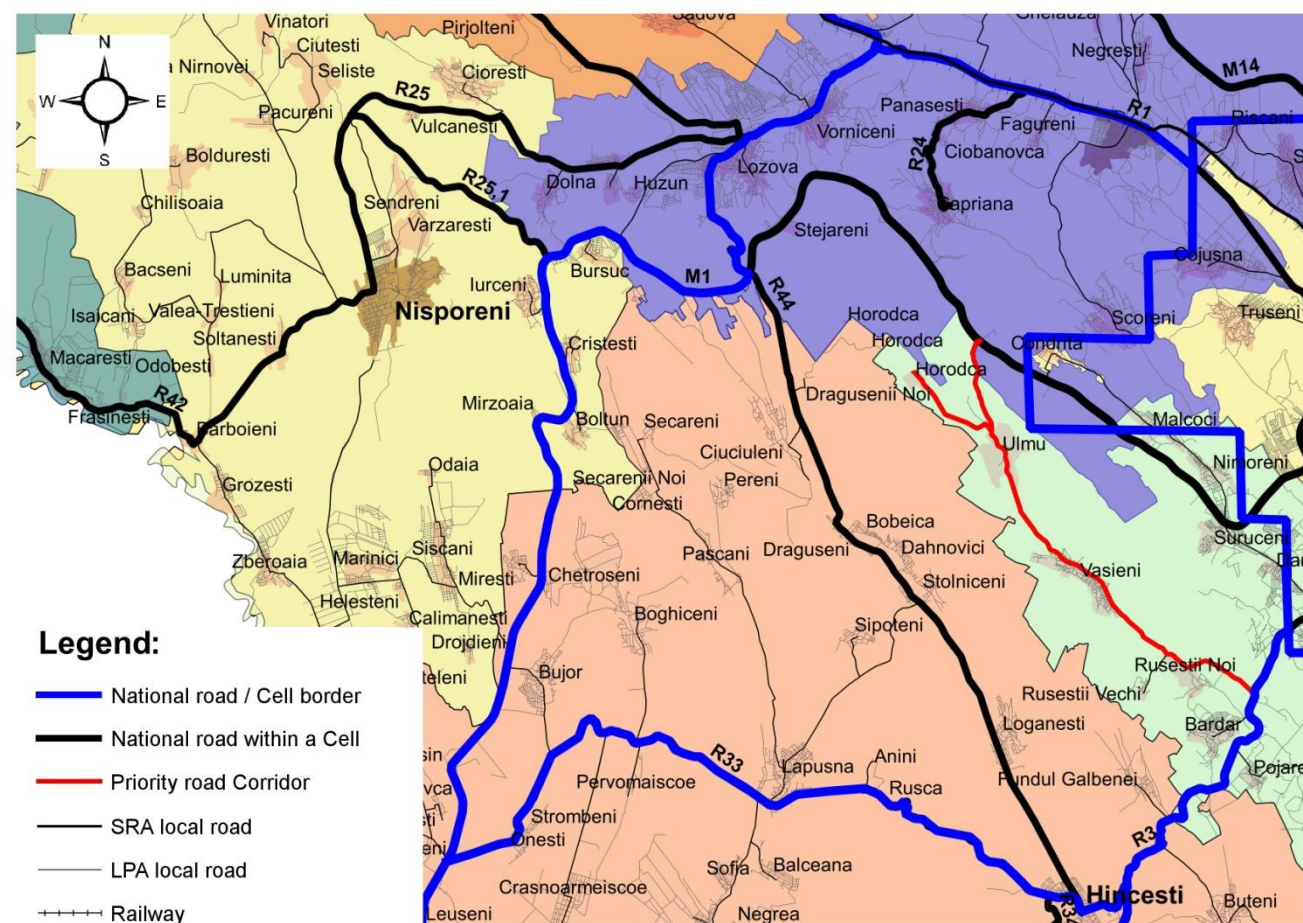 Vinatori
Pirjolteni
Sadova
Ghelauza
N
Ciutesti
Negresti
Nirnovei
Seliste
Cioresti
M14
W
E
R25
Panasesti
R1
Pacureni
Vulcanesti
Vorniceni
Fagureni
Riscani
S
Bolduresti
R24
Ciobanovca
Lozova
Dolna
Huzun
R25,1
Chilisoaia
Sendreni
Capriana
Varzaresti
Stejareni
Cojusna
Bacseni
Luminita
Iurceni
Bursuc
M1
R44
Isaicani
Valea-Trestieni
Nisporeni
Horodca
Scoreni
Truseni
Soltanesti
Horodca
Condrita
Macaresti
Odobesti
Cristesti
Horodca
R42
Dragusenii Noi
Frasinesti
Mirzoaia
Malcoci
Barboieni
Boltun
Secareni
Ulmu
Ciuciuleni
Nimoreni
Odaia
Grozesti
Secarenii Noi
Pereni
Cornesti
Bobeica
Siscani
Suruceni
Zberoaia
Marinici
Pascani
Draguseni
Dahnovici
Miresti
Chetroseni
Vasieni
Stolniceni
Helesteni
Calimanesti
Boghiceni
Sipoteni
Drojdieni
Legend:
Rusestii Noi
Bujor
Rusestii Vechi
National road / Cell border
Loganesti
Bardar
National road within a Cell
R33
Anini
Lapusna
Fundul Galbenei
Priority road Corridor
Pervomaiscoe
Rusca
SRA local road
Strombeni
Onesti
R3
LPA local road
Sofia
Balceana
Crasnoarmeiscoe
Hincesti
Railway
Leuseni
Negrea
Buteni